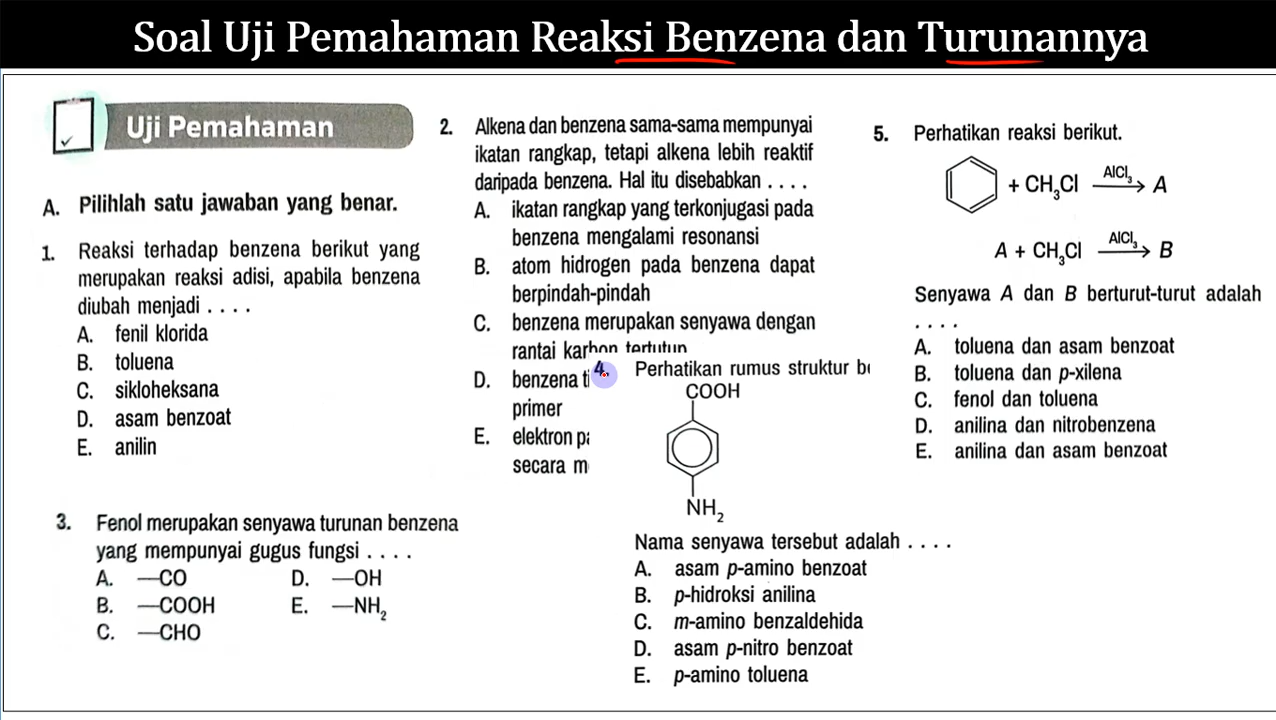 Soal Uji Pemahaman Reaksi Benzena dan Turunannya
Uji Pemahaman
A. Pilihlah satu jawaban yang benar.
1. Reaksi terhadap benzena berikut yang
merupakan reaksi adisi, apabila benzena
diubah menjadi . . . .
A. fenil klorida
B. toluena
C. sikloheksana
D. asam benzoat
E. anilin
2. Alkena dan benzena sama-sama mempunyai
ikatan rangkap, tetapi alkena lebih reaktif
daripada benzena. Hal itu disebabkan . . . .
A. ikatan rangkap yang terkonjugasi pada
benzena mengalami resonansi
B. atom hidrogen pada benzena dapat
berpindah-pindah
C. benzena merupakan senyawa dengan
rantai karbon tertutup
D. benzena
primer
E. elektron
secara
3. Fenol merupakan senyawa turunan benzena
yang mempunyai gugus fungsi . . . .
A. —CO
B. —COOH
C. —CHO
D. —OH
E. —NH₂
4. Perhatikan rumus struktur
COOH
NH₂
Nama senyawa tersebut adalah . . . .
A. asam p-amino benzoat
B. p-hidroksi anilina
C. m-amino benzaldehida
D. asam p-nitro benzoat
E. p-amino toluena
5. Perhatikan reaksi berikut.
+ CH₃Cl AlCl₃ → A
A + CH₃Cl AlCl₃ → B
Senyawa A dan B berturut-turut adalah
. . . .
A. toluena dan asam benzoat
B. toluena dan p-xilena
C. fenol dan toluena
D. anilina dan nitrobenzena
E. anilina dan asam benzoat